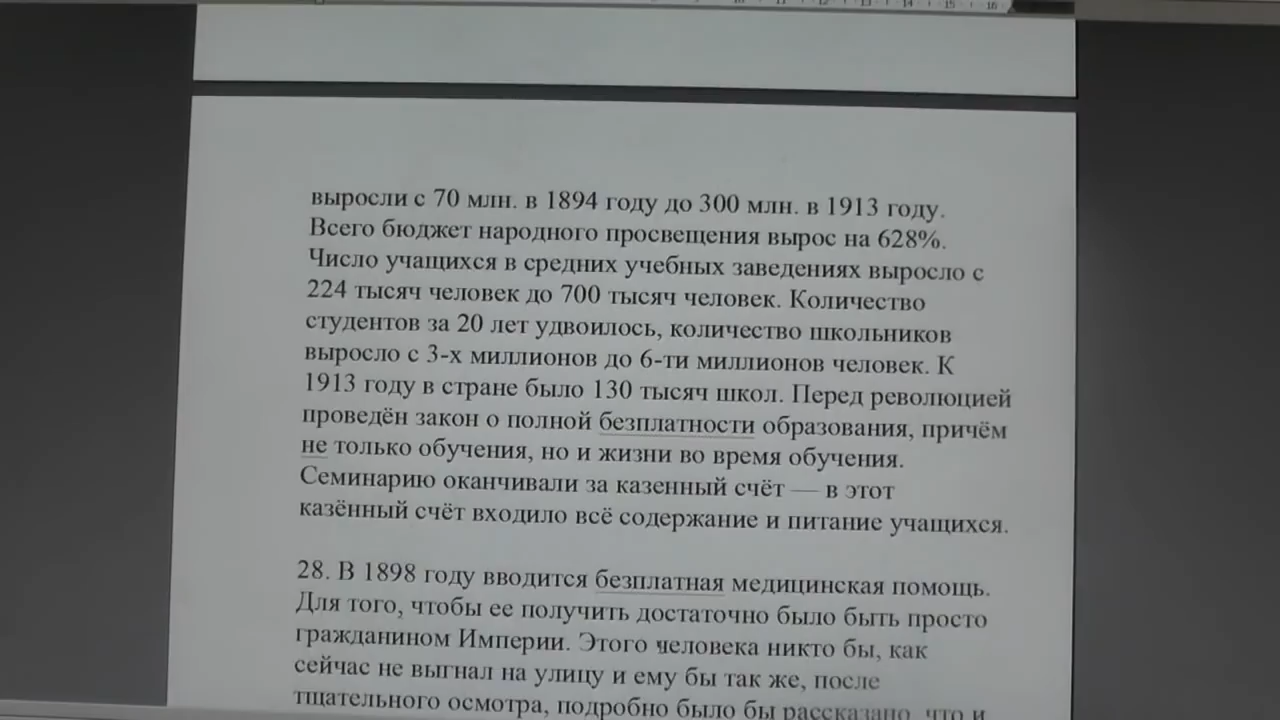 выросли с 70 млн. в 1894 году до 300 млн. в 1913 году.
Всего бюджет народного просвещения вырос на 628%.
Число учащихся в средних учебных заведениях выросло с
224 тысяч человек до 700 тысяч человек. Количество
студентов за 20 лет удвоилось, количество школьников
выросло с 3-х миллионов до 6-ти миллионов человек. К
1913 году в стране было 130 тысяч школ. Перед революцией
проведён закон о полной безплатности образования, причём
не только обучения, но и жизни во время обучения.
Семинарию оканчивали за казенный счёт — в этот
казённый счёт входило всё содержание и питание учащихся.
28. В 1898 году вводится безплатная медицинская помощь.
Для того, чтобы ее получить достаточно было быть просто
гражданином Империи. Этого человека никто бы, как
сейчас не выгнал на улицу и ему бы так же, после
тщательного осмотра, подробно было бы рассказано, что и